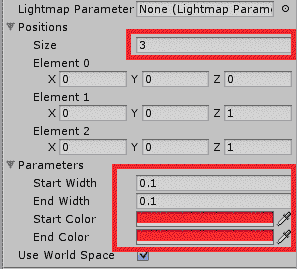 Lightmap Parameter None (Lightmap Param
Positions
Size 3
Element 0
X 0 Y 0 Z 0
Element 1
X 0 Y 0 Z 1
Element 2
X 0 Y 0 Z 1
Parameters
Start Width 0.1
End Width 0.1
Start Color
End Color
Use World Space